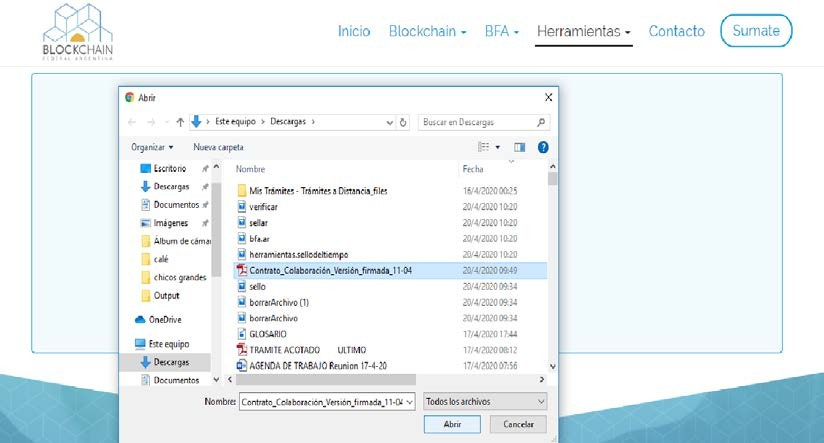 BLOCKCHAIN
FEDERAL ARGENTINA
Inicio Blockchain BFA Herramientas Contacto Sumate
Abrir
Este equipo > Descargas >
Buscar en Descargas
Organizar Nueva carpeta
Escritorio
Descargas
Documentos
Imágenes
Álbum de cámar
calé
chicos grandes
Output
OneDrive
Este equipo
Descargas
Documentos
Nombre Fecha
Mis Trámites - Trámites a Distancia_files 16/4/2020 00:25
verificar 20/4/2020 10:20
sellar 20/4/2020 10:20
bfa.ar 20/4/2020 10:20
herramientas.sellodeltiempo 20/4/2020 10:20
Contrato_Colaboración_Versión_firmada_11-04 20/4/2020 09:49
sello 20/4/2020 09:34
borrarArchivo (1) 20/4/2020 09:34
borrarArchivo 20/4/2020 09:34
GLOSARIO 17/4/2020 17:44
TRAMITE ACOTADO ULTIMO 17/4/2020 08:12
AGENDA DE TRABAJO Reunion 17-4-20 17/4/2020 07:56
Nombre: Contrato_Colaboración_Versión_firmada_11-04 Todos los archivos
Abrir Cancelar